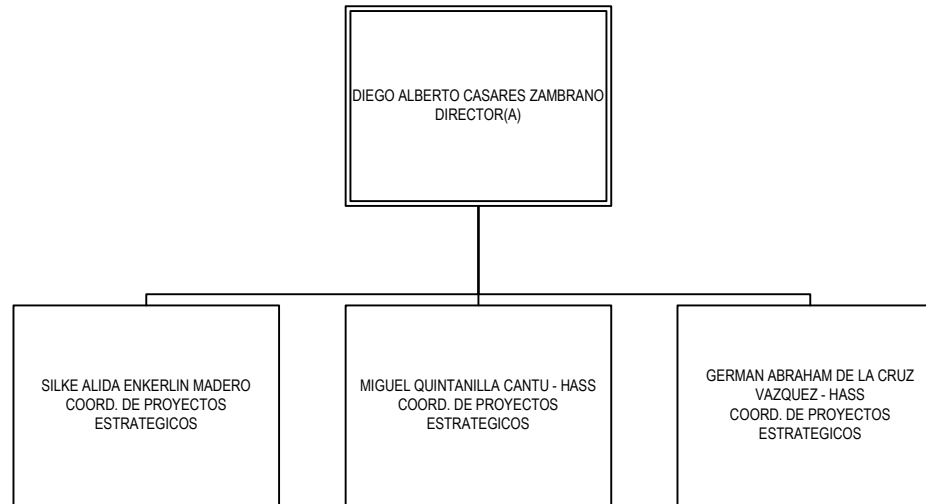 DIEGO ALBERTO CASARES ZAMBRANO
DIRECTOR(A)
SILKE ALIDA ENKERLIN MADERO
COORD. DE PROYECTOS
ESTRATEGICOS
MIGUEL QUINTANILLA CANTU - HASS
COORD. DE PROYECTOS
ESTRATEGICOS
GERMAN ABRAHAM DE LA CRUZ
VAZQUEZ - HASS
COORD. DE PROYECTOS
ESTRATEGICOS